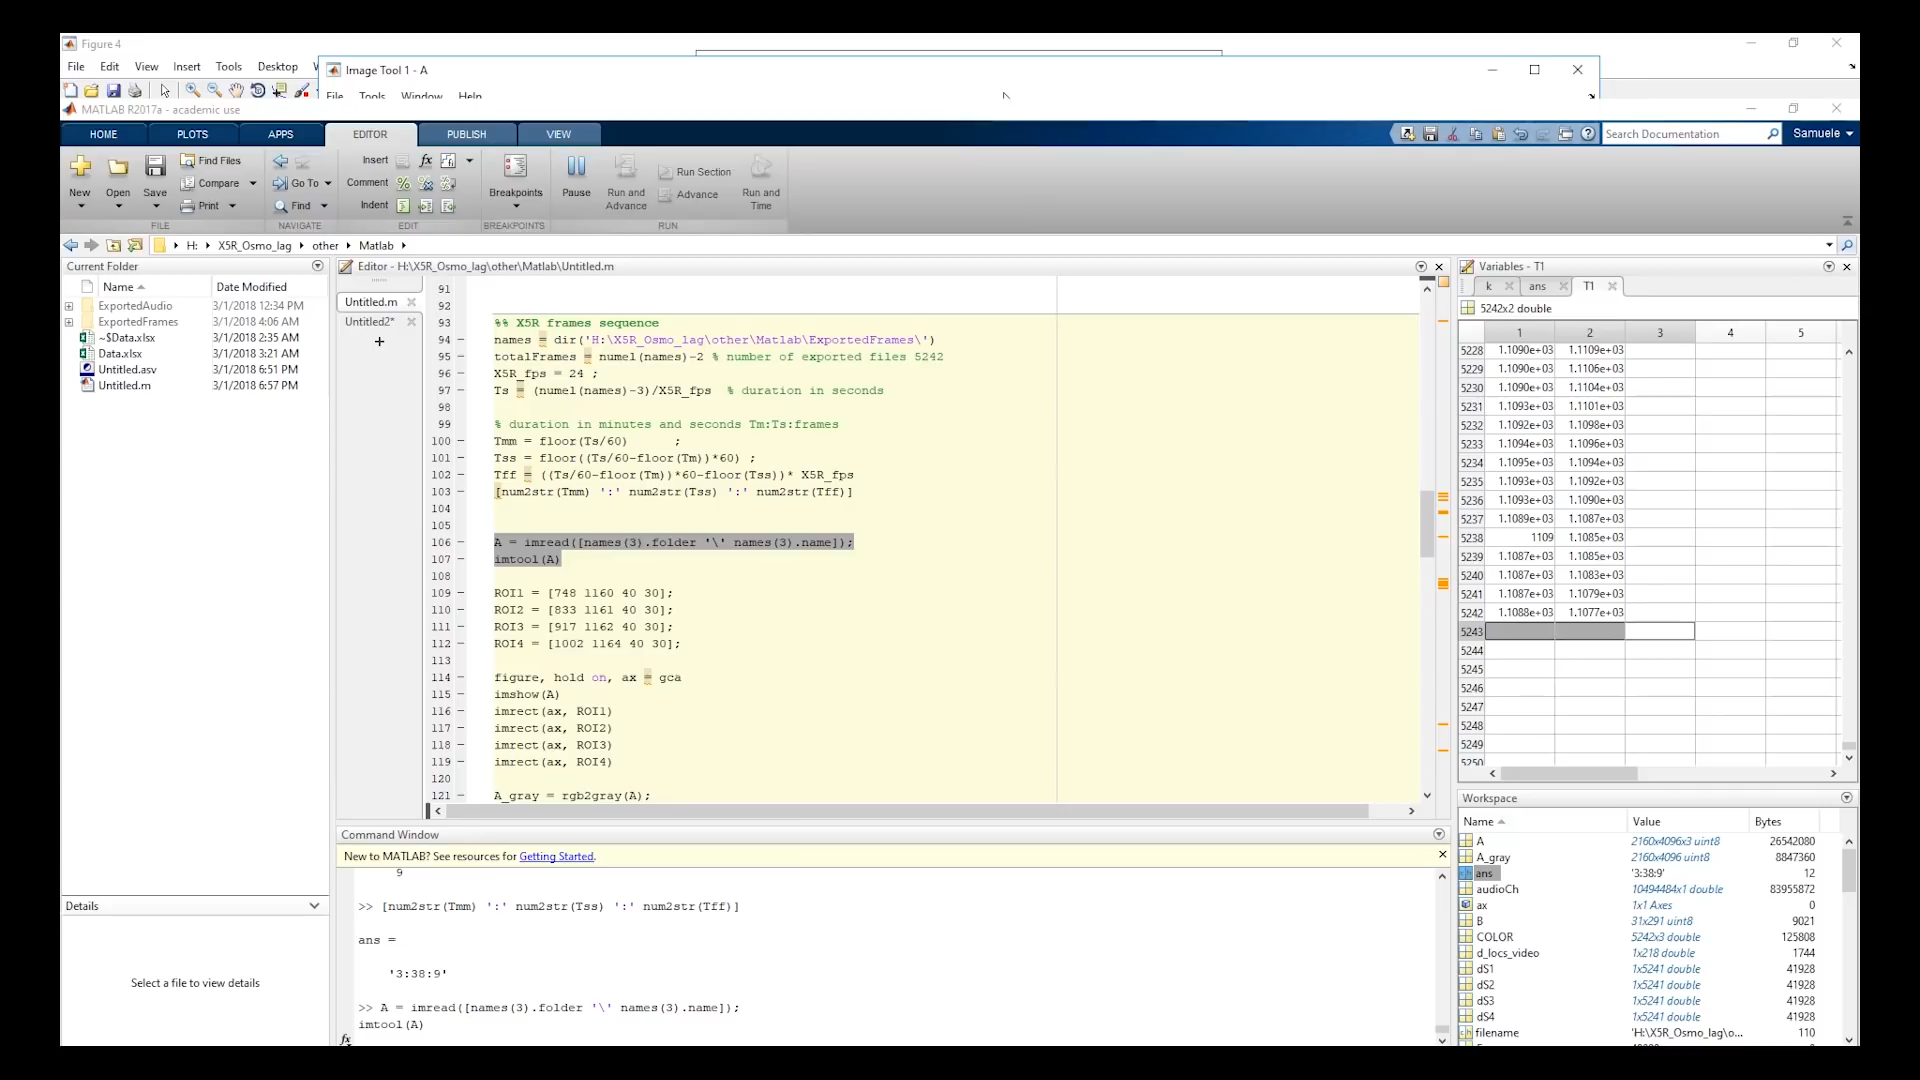 Figure 4
File Edit View Insert Tools Desktop
Image Tool 1 - A
File Tools Window Help
MATLAB R2017a - academic use
HOME PLOTS APPS EDITOR PUBLISH VIEW
Search Documentation
Samuele
New Open Save
Find Files
Compare
Print
FILE
Go To
Find
NAVIGATE
Insert fx
Comment
Indent
EDIT
Breakpoints
BREAKPOINTS
Pause
Run and
Advance
Run Section
Advance
Run and
Time
RUN
H: X5R_Osmo_lag other Matlab
Current Folder
Name Date Modified
ExportedAudio 3/1/2018 12:34 PM
ExportedFrames 3/1/2018 4:06 AM
~$Data.xlsx 3/1/2018 2:35 AM
Data.xlsx 3/1/2018 3:21 AM
Untitled.asv 3/1/2018 6:51 PM
Untitled.m 3/1/2018 6:57 PM
Details
Select a file to view details
Editor - H:\X5R_Osmo_lag\other\Matlab\Untitled.m
Untitled.m
Untitled2*
91
92
93 %% X5R frames sequence
94 names = dir('H:\X5R_Osmo_lag\other\Matlab\ExportedFrames\')
95 totalFrames = numel(names)-2 % number of exported files 5242
96 X5R_fps = 24 ;
97 Ts = (numel(names)-3)/X5R_fps % duration in seconds
98
99 % duration in minutes and seconds Tm:Ts:frames
100 Tmm = floor(Ts/60) ;
101 Tss = floor((Ts/60-floor(Tm))*60) ;
102 Tff = ((Ts/60-floor(Tm))*60-floor(Tss))* X5R_fps
103 [num2str(Tmm) ':' num2str(Tss) ':' num2str(Tff)]
104
105
106 A = imread([names(3).folder '\' names(3).name]);
107 imtool(A)
108
109 ROI1 = [748 1160 40 30];
110 ROI2 = [833 1161 40 30];
111 ROI3 = [917 1162 40 30];
112 ROI4 = [1002 1164 40 30];
113
114 figure, hold on, ax = gca
115 imshow(A)
116 imrect(ax, ROI1)
117 imrect(ax, ROI2)
118 imrect(ax, ROI3)
119 imrect(ax, ROI4)
120
121 A_gray = rgb2gray(A);
Command Window
New to MATLAB? See resources for Getting Started.
9
>> [num2str(Tmm) ':' num2str(Tss) ':' num2str(Tff)]
ans =
'3:38:9'
>> A = imread([names(3).folder '\' names(3).name]);
imtool(A)
fx
Variables - T1
k ans T1
5242x2 double
1 2 3 4 5
5228 1.1090e+03 1.1109e+03
5229 1.1090e+03 1.1106e+03
5230 1.1090e+03 1.1104e+03
5231 1.1093e+03 1.1101e+03
5232 1.1092e+03 1.1098e+03
5233 1.1094e+03 1.1096e+03
5234 1.1095e+03 1.1094e+03
5235 1.1093e+03 1.1092e+03
5236 1.1093e+03 1.1090e+03
5237 1.1089e+03 1.1087e+03
5238 1109 1.1085e+03
5239 1.1087e+03 1.1085e+03
5240 1.1087e+03 1.1083e+03
5241 1.1087e+03 1.1079e+03
5242 1.1088e+03 1.1077e+03
5243
5244
5245
5246
5247
5248
5249
5250
Workspace
Name Value Bytes
A 2160x4096x3 uint8 26542080
A_gray 2160x4096 uint8 8847360
ans '3:38:9' 12
audioCh 10494484x1 double 83955872
ax 1x1 Axes 0
B 31x291 uint8 9021
COLOR 5242x3 double 125808
d_locs_video 1x218 double 1744
dS1 1x5241 double 41928
dS2 1x5241 double 41928
dS3 1x5241 double 41928
dS4 1x5241 double 41928
filename 'H:\X5R_Osmo_lag\o... 110